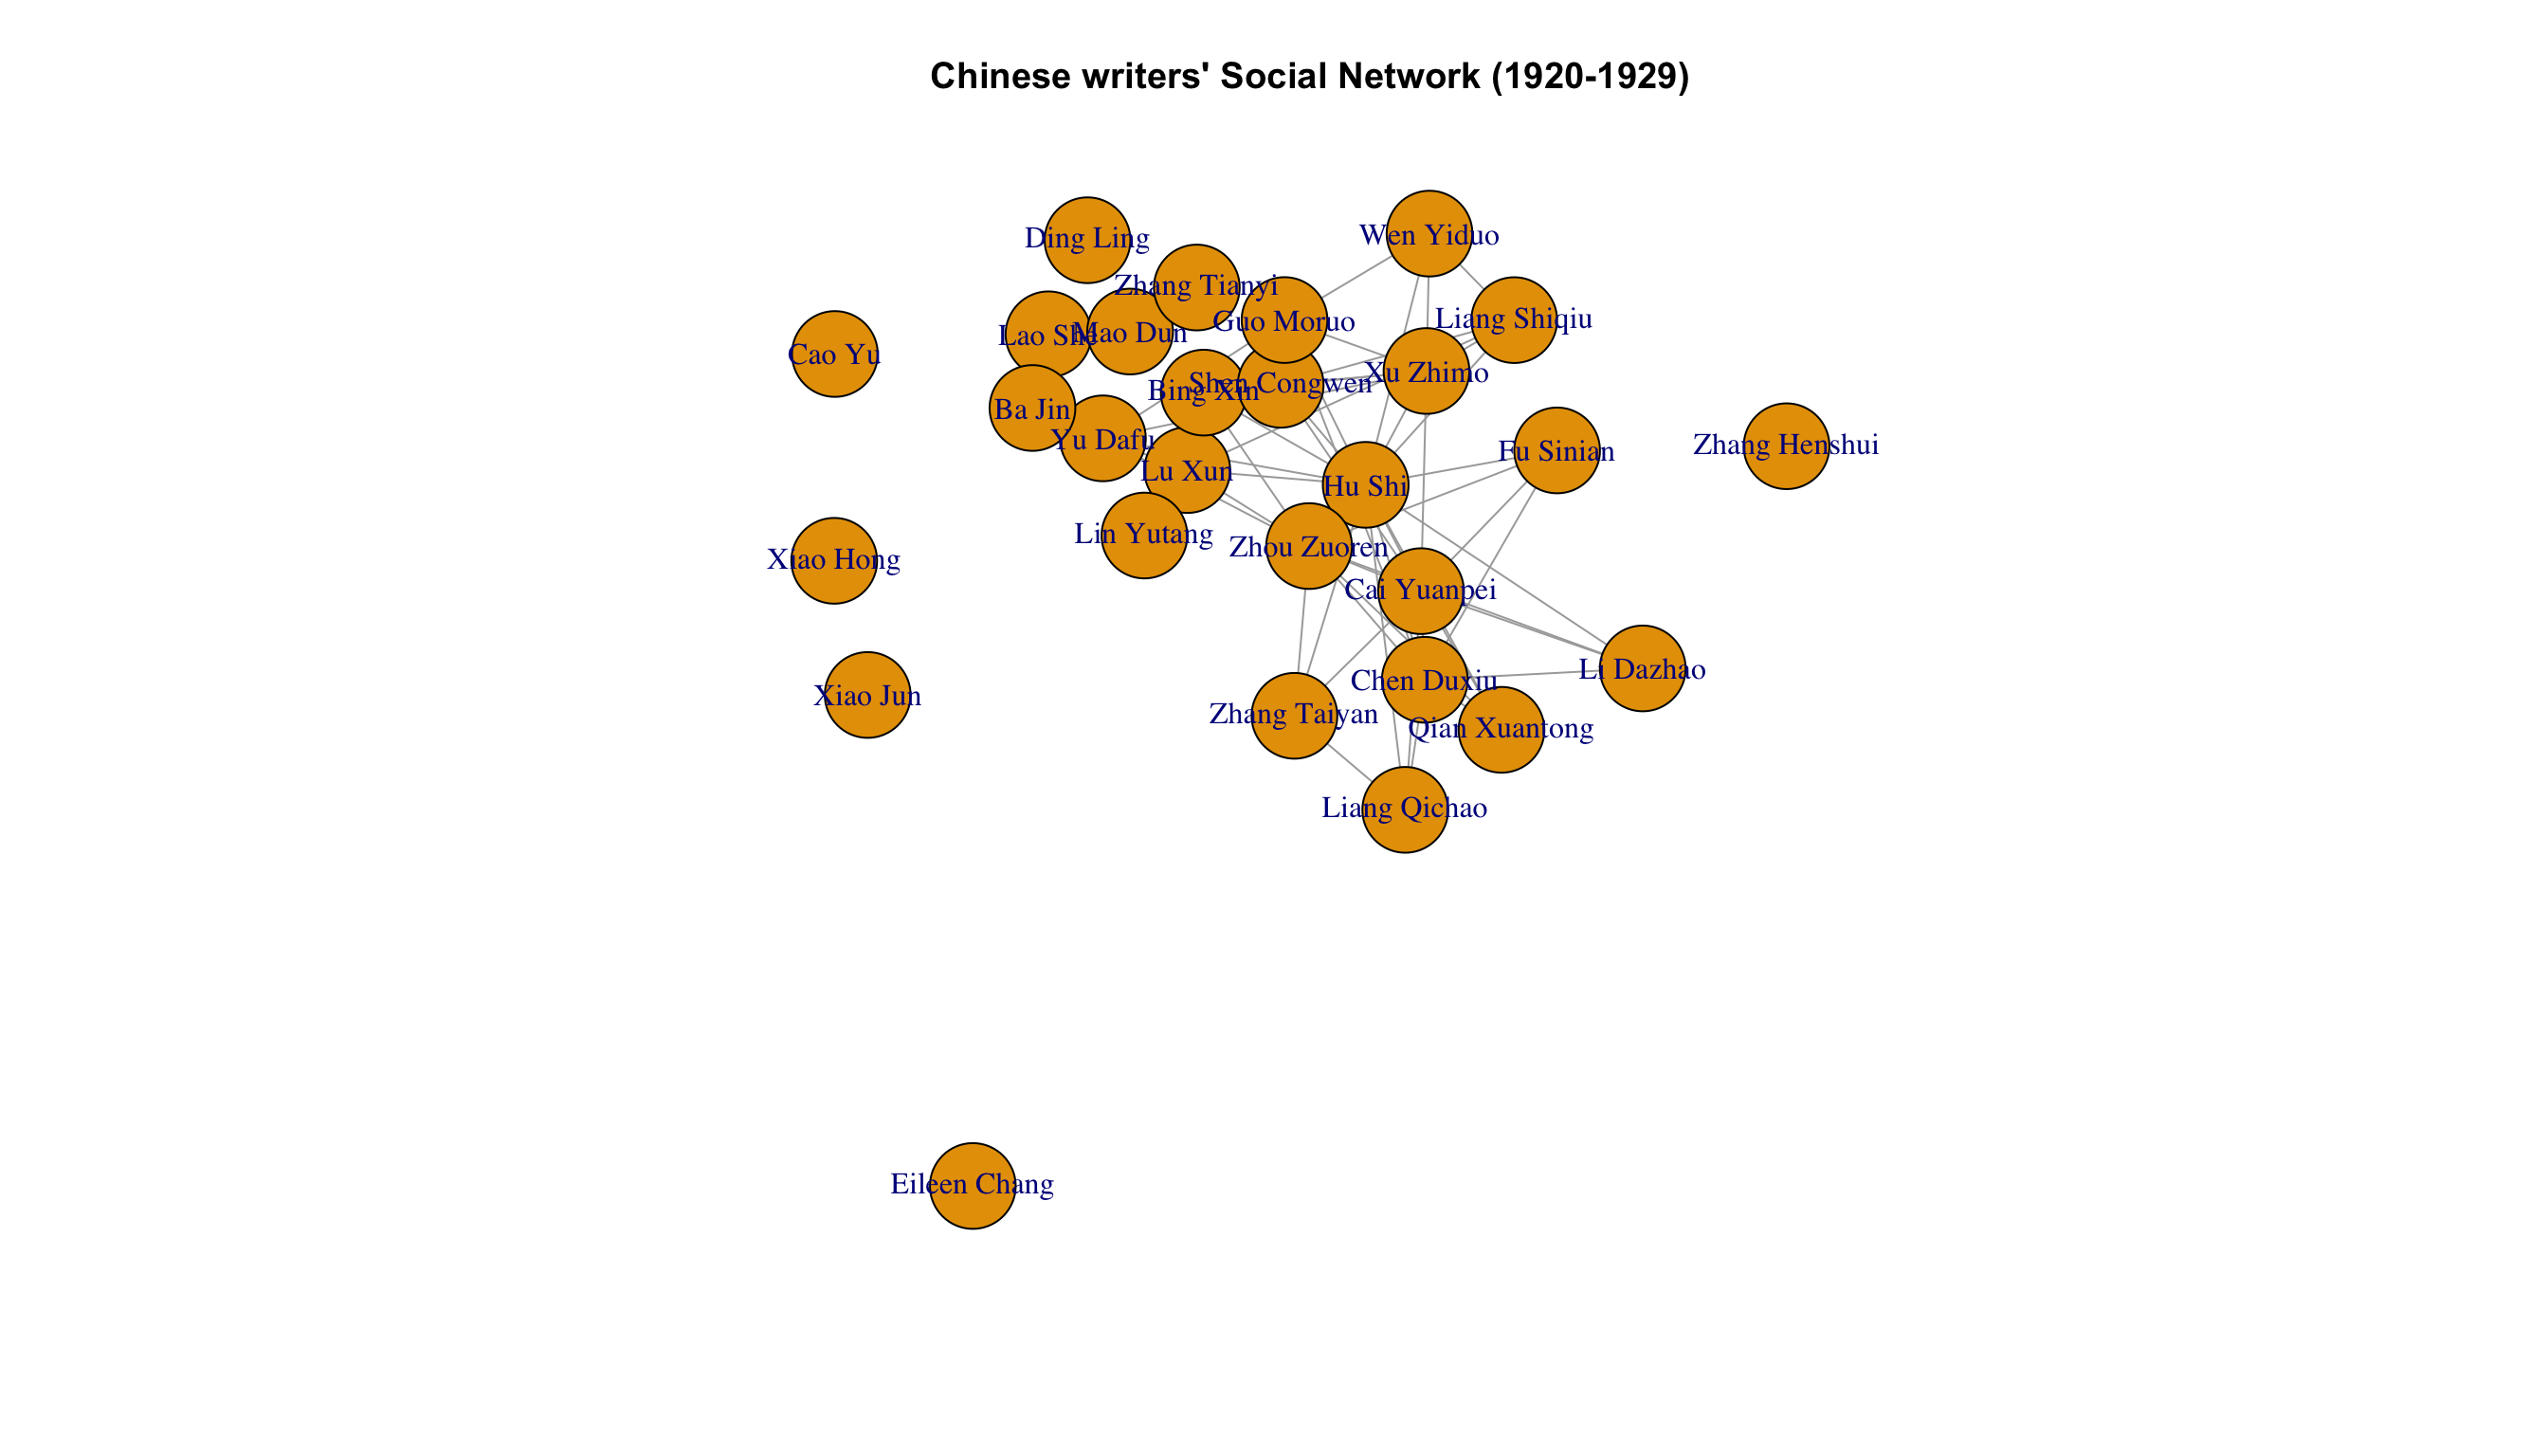 Chinese writers' Social Network (1920-1929)
Wen Yiduo
Ding Ling
Zhang Tianyi
Liang Shiqiu
Guo Moruo
Lao She
Mao Dun
Cao Yu
Xu Zhimo
Shen Congwen
Bing Xin
Ba Jin
Yu Dafu
Zhang Henshui
Fu Sinian
Lu Xun
Hu Shi
Lin Yutang
Zhou Zuoren
Xiao Hong
Cai Yuanpei
Li Dazhao
Chen Duxiu
Xiao Jun
Zhang Taiyan
Qian Xuantong
Liang Qichao
Eileen Chang